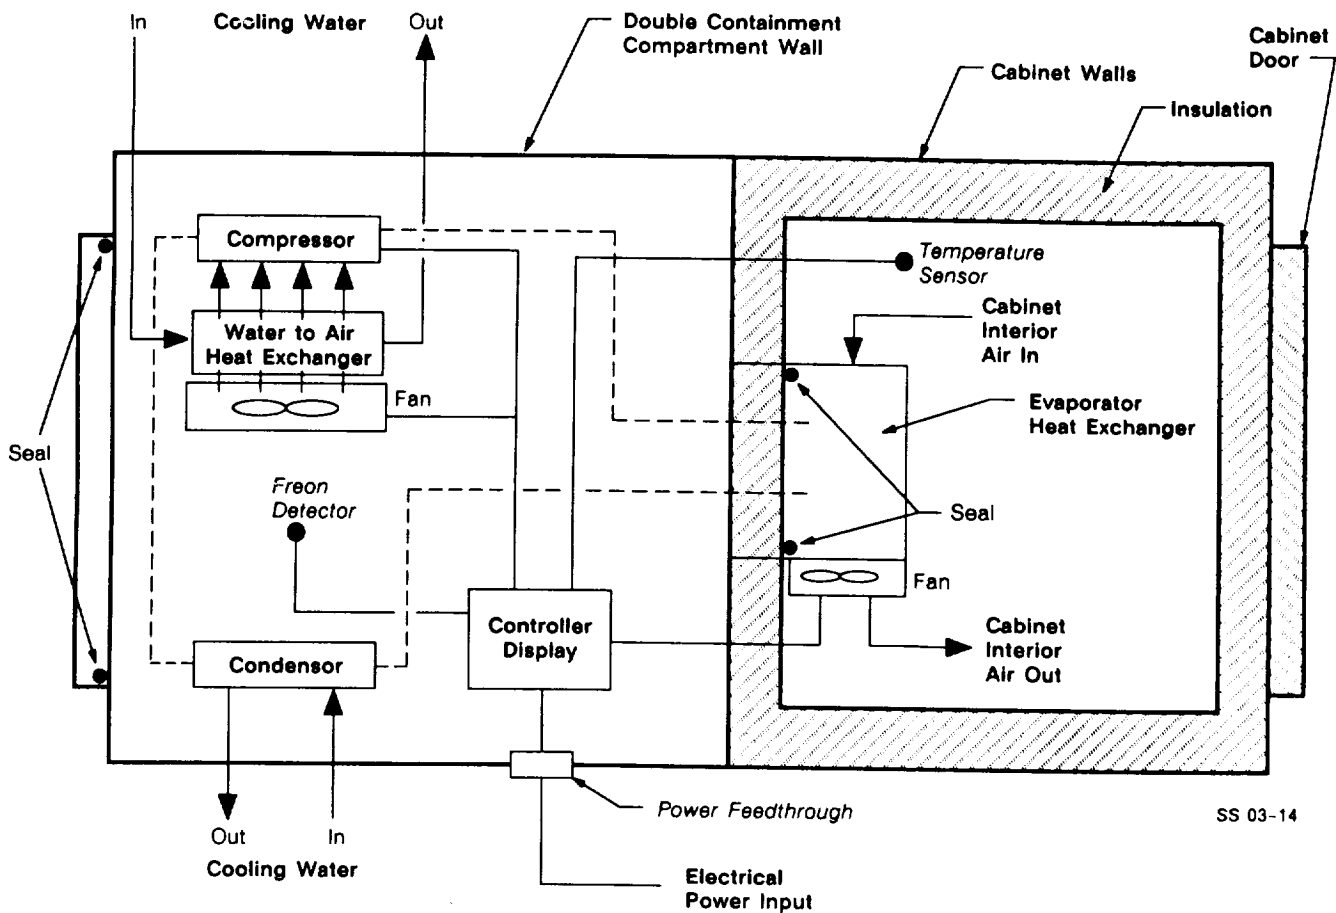 In
Cooling Water
Out
Double Containment
Compartment Wall
Cabinet
Door
Cabinet Walls
Insulation
Compressor
Temperature
Sensor
Water to Air
Heat Exchanger
Cabinet
Interior
Air In
Fan
Evaporator
Heat Exchanger
Seal
Freon
Detector
Seal
Fan
Controller
Display
Cabinet
Interior
Air Out
Condensor
Power Feedthrough
SS 03-14
Out
In
Cooling Water
Electrical
Power Input